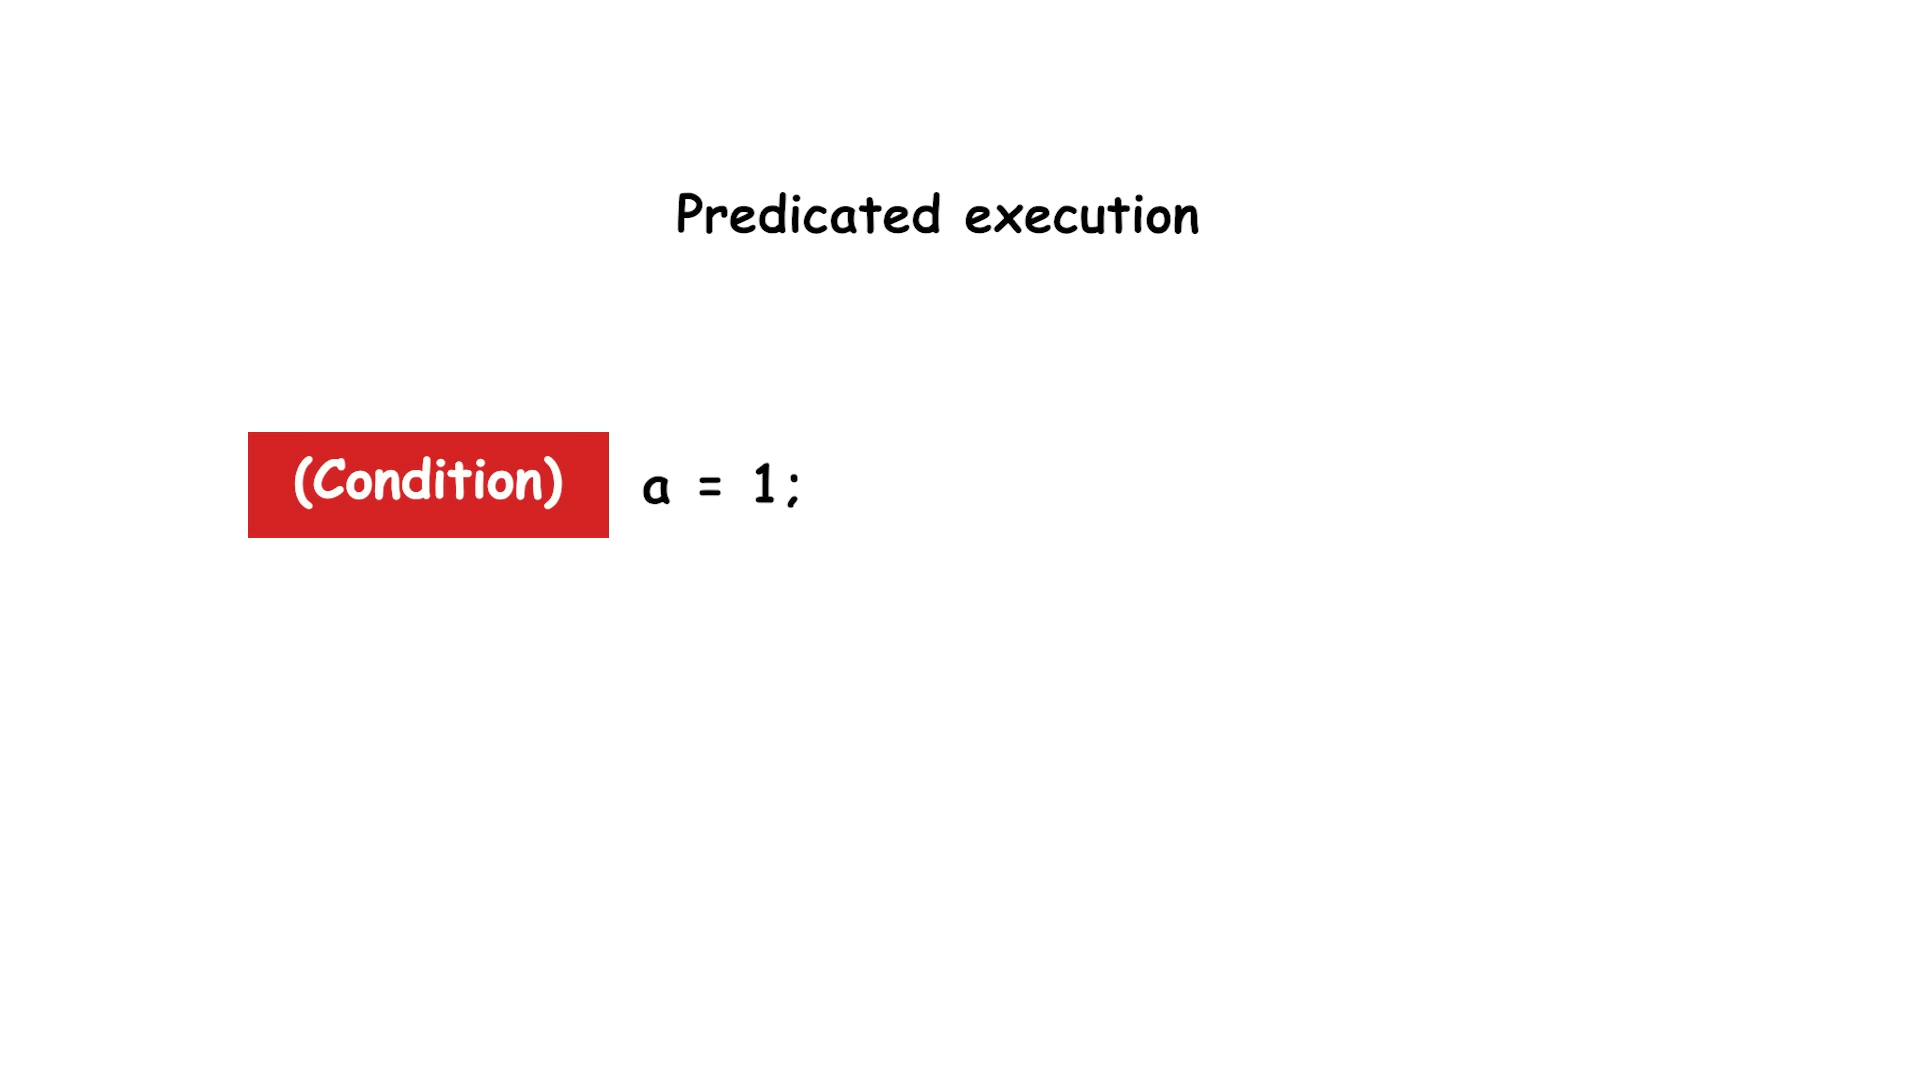 Predicated execution
(Condition) a = 1;